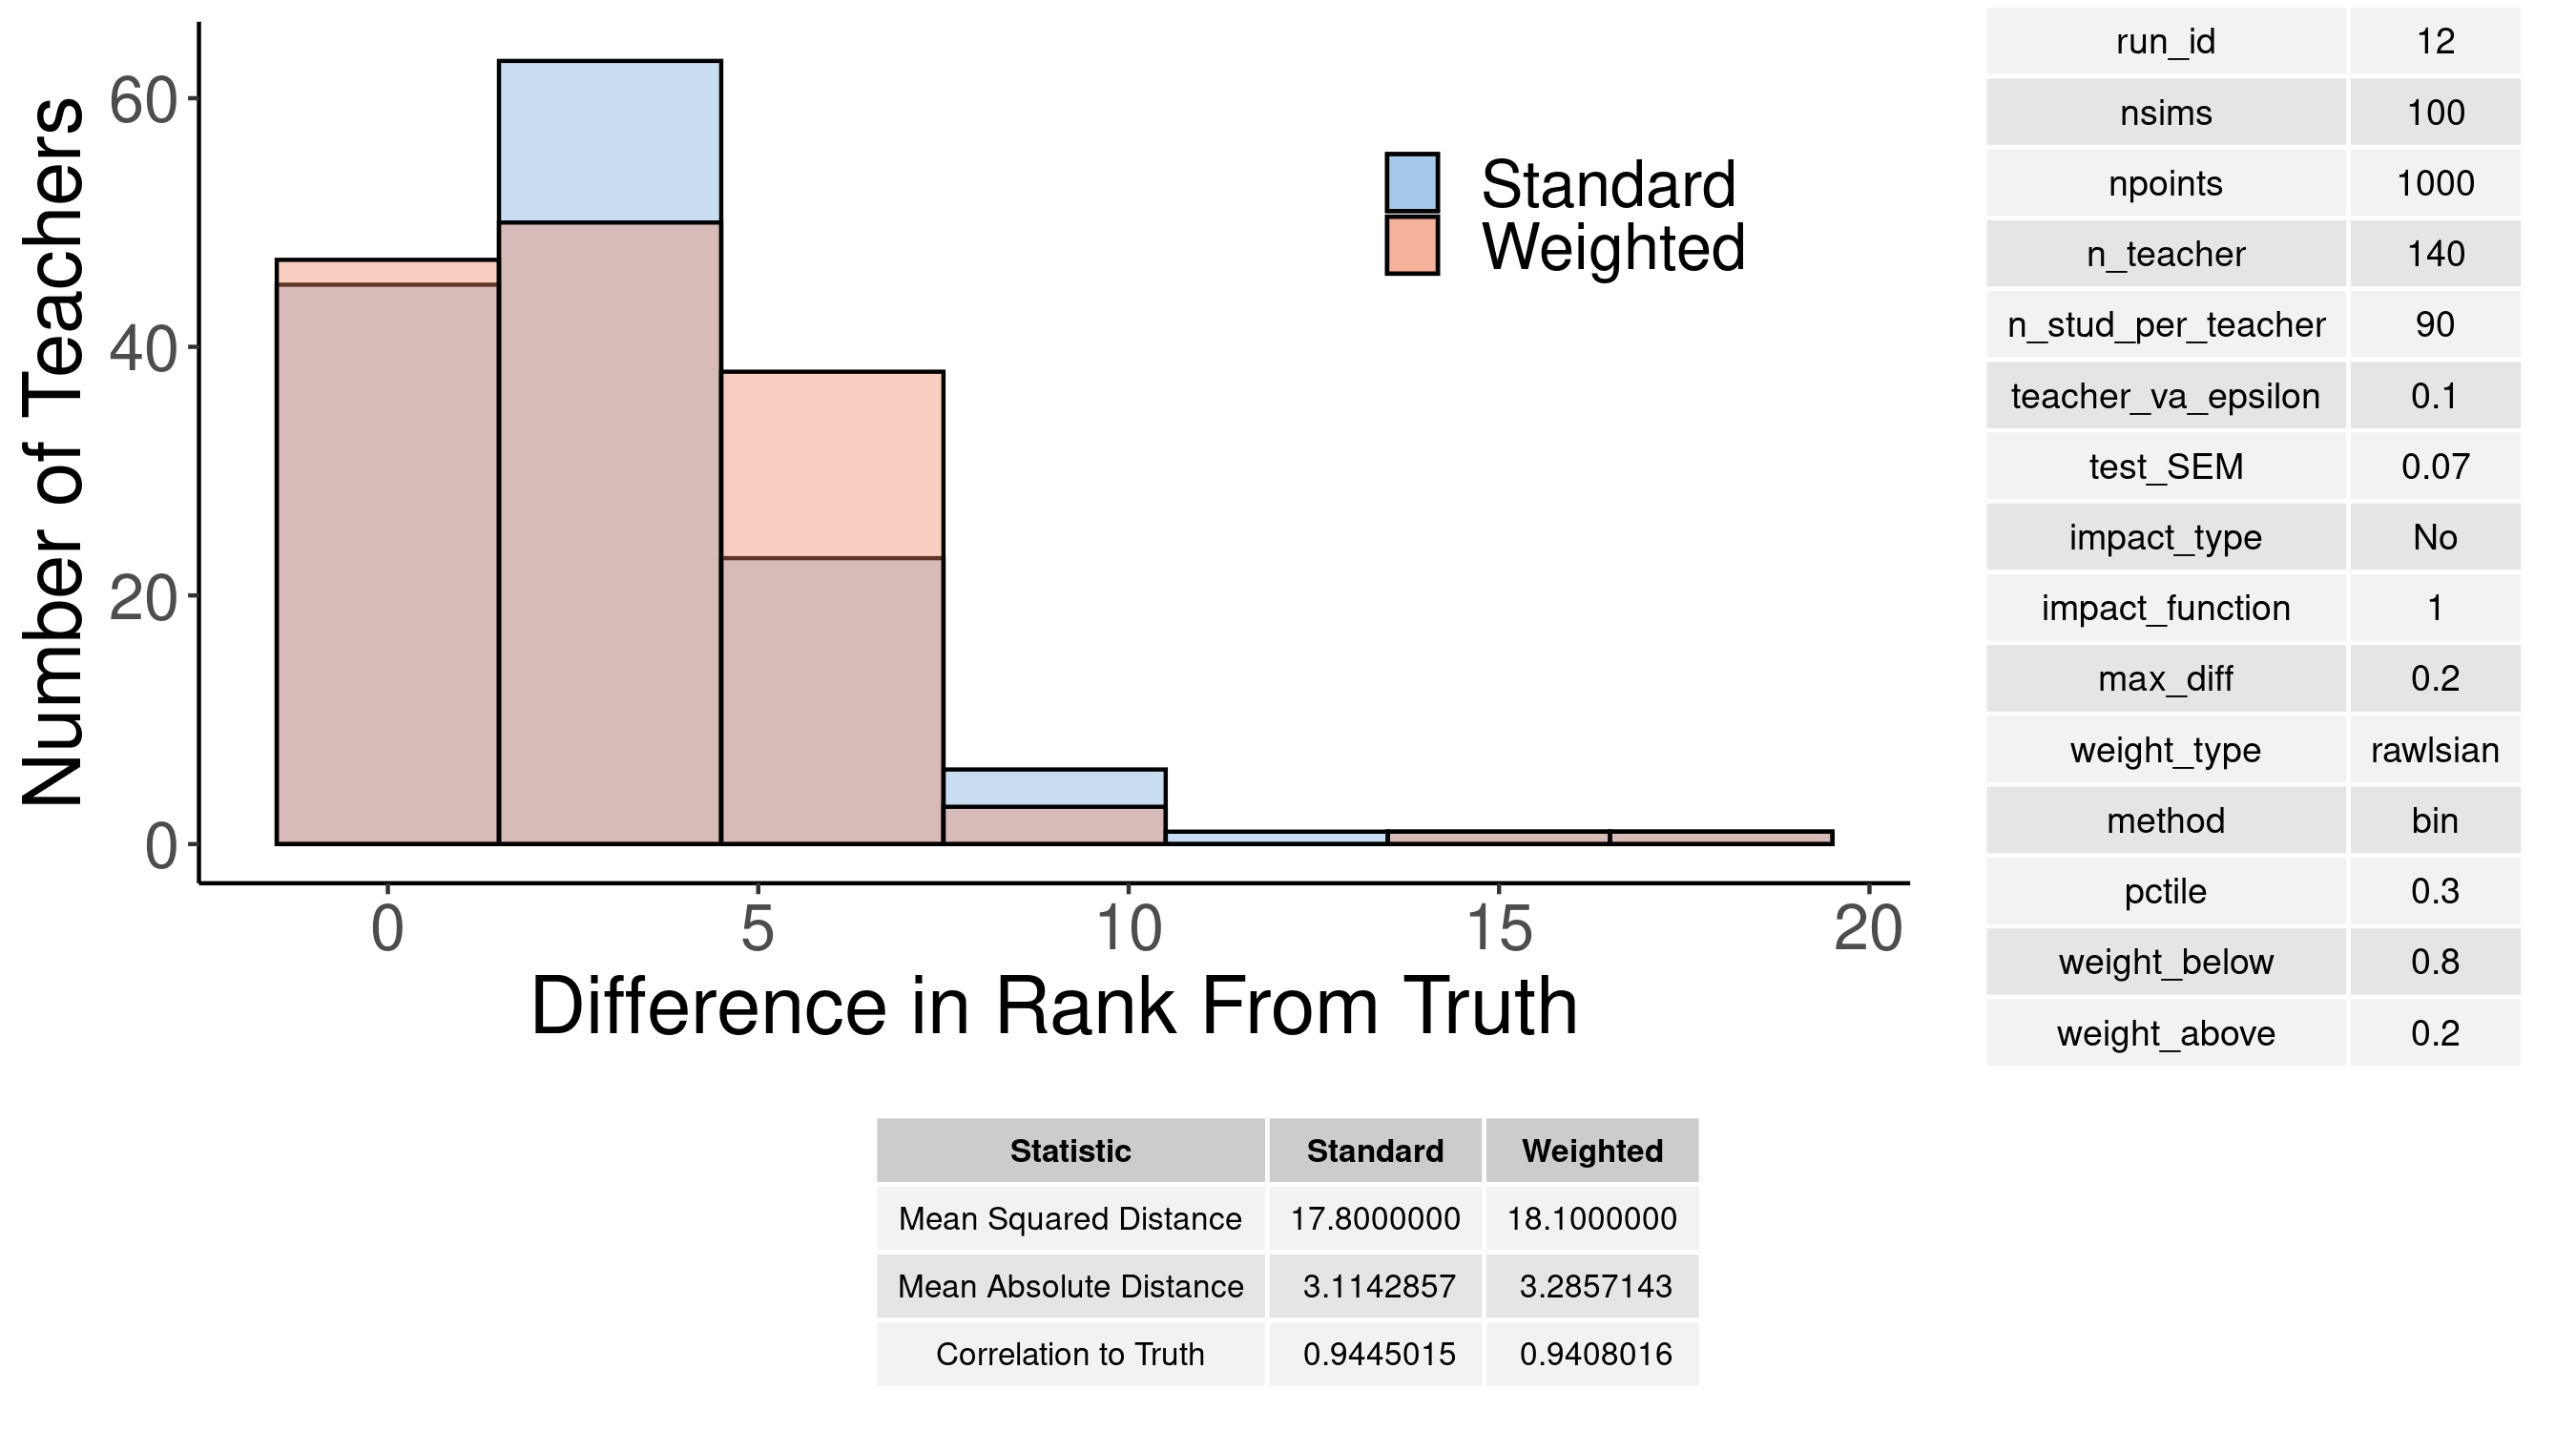 Number of Teachers
60
40
20
0
0 5 10 15 20
Difference in Rank From Truth
Standard
Weighted
run_id 12
nsims 100
npoints 1000
n_teacher 140
n_stud_per_teacher 90
teacher_va_epsilon 0.1
test_SEM 0.07
impact_type No
impact_function 1
max_diff 0.2
weight_type rawlsian
method bin
pctile 0.3
weight_below 0.8
weight_above 0.2
Statistic Standard Weighted
Mean Squared Distance 17.8000000 18.1000000
Mean Absolute Distance 3.1142857 3.2857143
Correlation to Truth 0.9445015 0.9408016